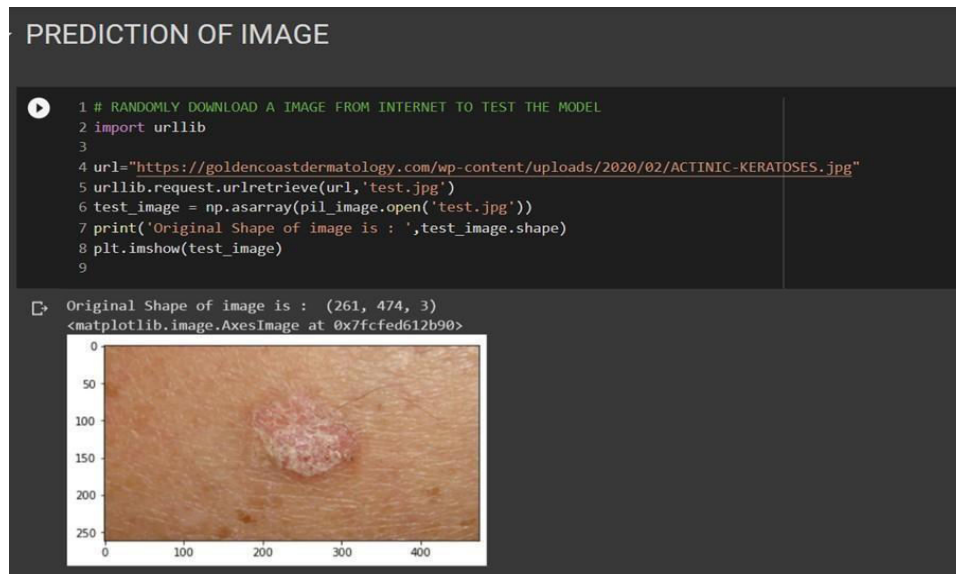 PREDICTION OF IMAGE
1 # RANDOMLY DOWNLOAD A IMAGE FROM INTERNET TO TEST THE MODEL
2 import urllib
3
4 url="https://goldencoastdermatology.com/wp-content/uploads/2020/02/ACTINIC-KERATOSES.jpg"
5 urllib.request.urlretrieve(url,'test.jpg')
6 test_image = np.asarray(pil_image.open('test.jpg'))
7 print('Original Shape of image is : ',test_image.shape)
8 plt.imshow(test_image)
9
Original Shape of image is :  (261, 474, 3)
<matplotlib.image.AxesImage at 0x7fcfed612b90>
0
50
100
150
200
250
0 100 200 300 400